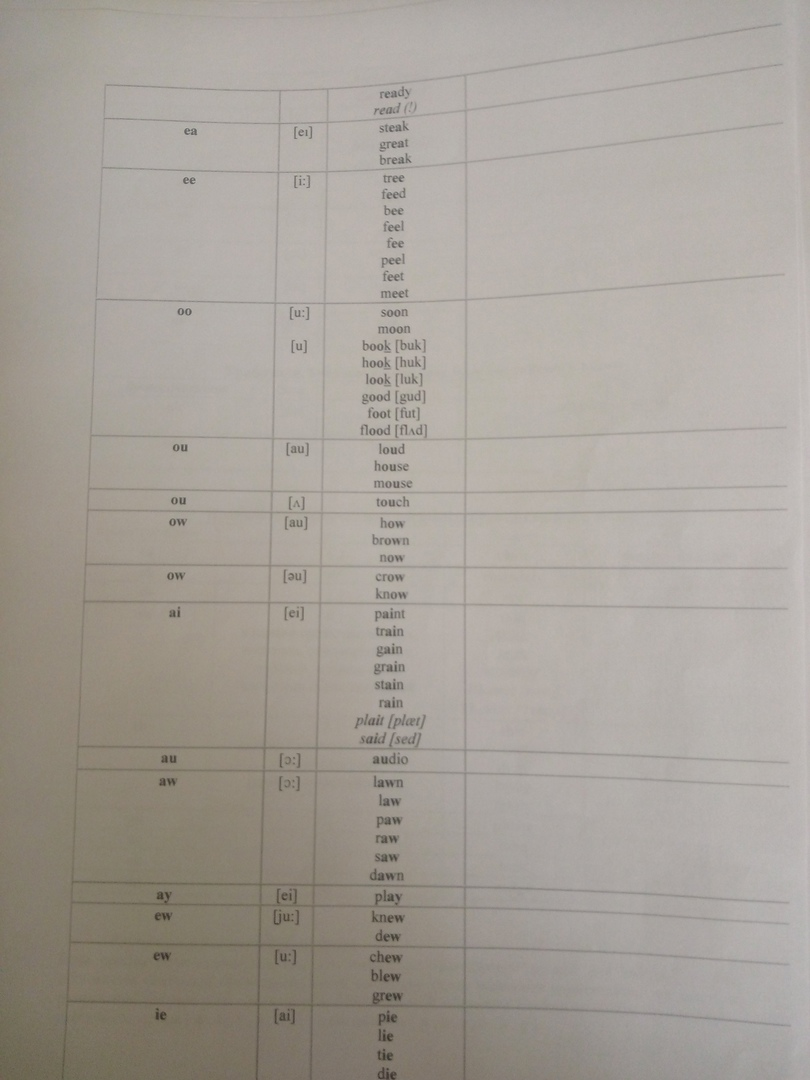 ready
read (!)
ea [eı] steak
great
break
ee [i:] tree
feed
bee
feel
fee
peel
feet
meet
oo [u:] soon
moon
[u] book [buk]
hook [huk]
look [luk]
good [gud]
foot [fut]
flood [flʌd]
ou [au] loud
house
mouse
ou [ʌ] touch
ow [au] how
brown
now
ow [əu] crow
know
ai [ei] paint
train
gain
grain
stain
rain
plait [plæt]
said [sed]
au [ɔ:] audio
aw [ɔ:] lawn
law
paw
raw
saw
dawn
ay [ei] play
ew [ju:] knew
dew
ew [u:] chew
blew
grew
ie [ai] pie
lie
tie
die